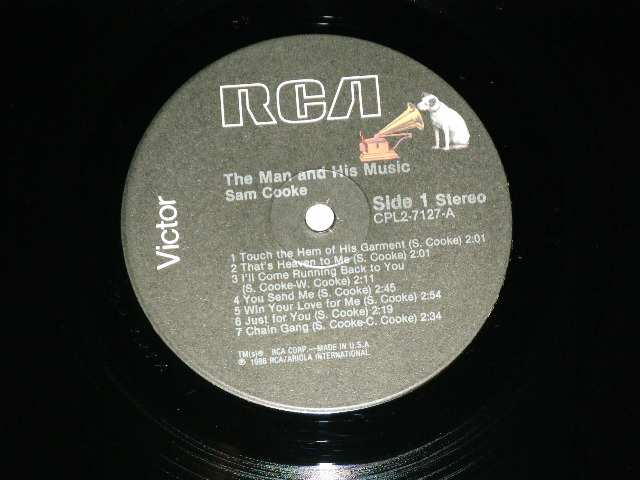 RCA
Victor
The Man and His Music
Sam Cooke
Side 1 Stereo
CPL2-7127-A
1 Touch the Hem of His Garment (S. Cooke) 2:01
2 That's Heaven to Me (S. Cooke) 2:01
3 I'll Come Running Back to You
(S. Cooke-W. Cook) 2:11
4 You Send Me (S. Cooke) 2:45
5 Win Your Love for Me (S. Cooke) 2:54
6 Just for You (S. Cooke) 2:19
7 Chain Gang (S. Cooke-C. Cooke) 2:34
TM(s)® RCA CORP.—MADE IN U.S.A
℗ 1986 RCA/ARIOLA INTERNATIONAL